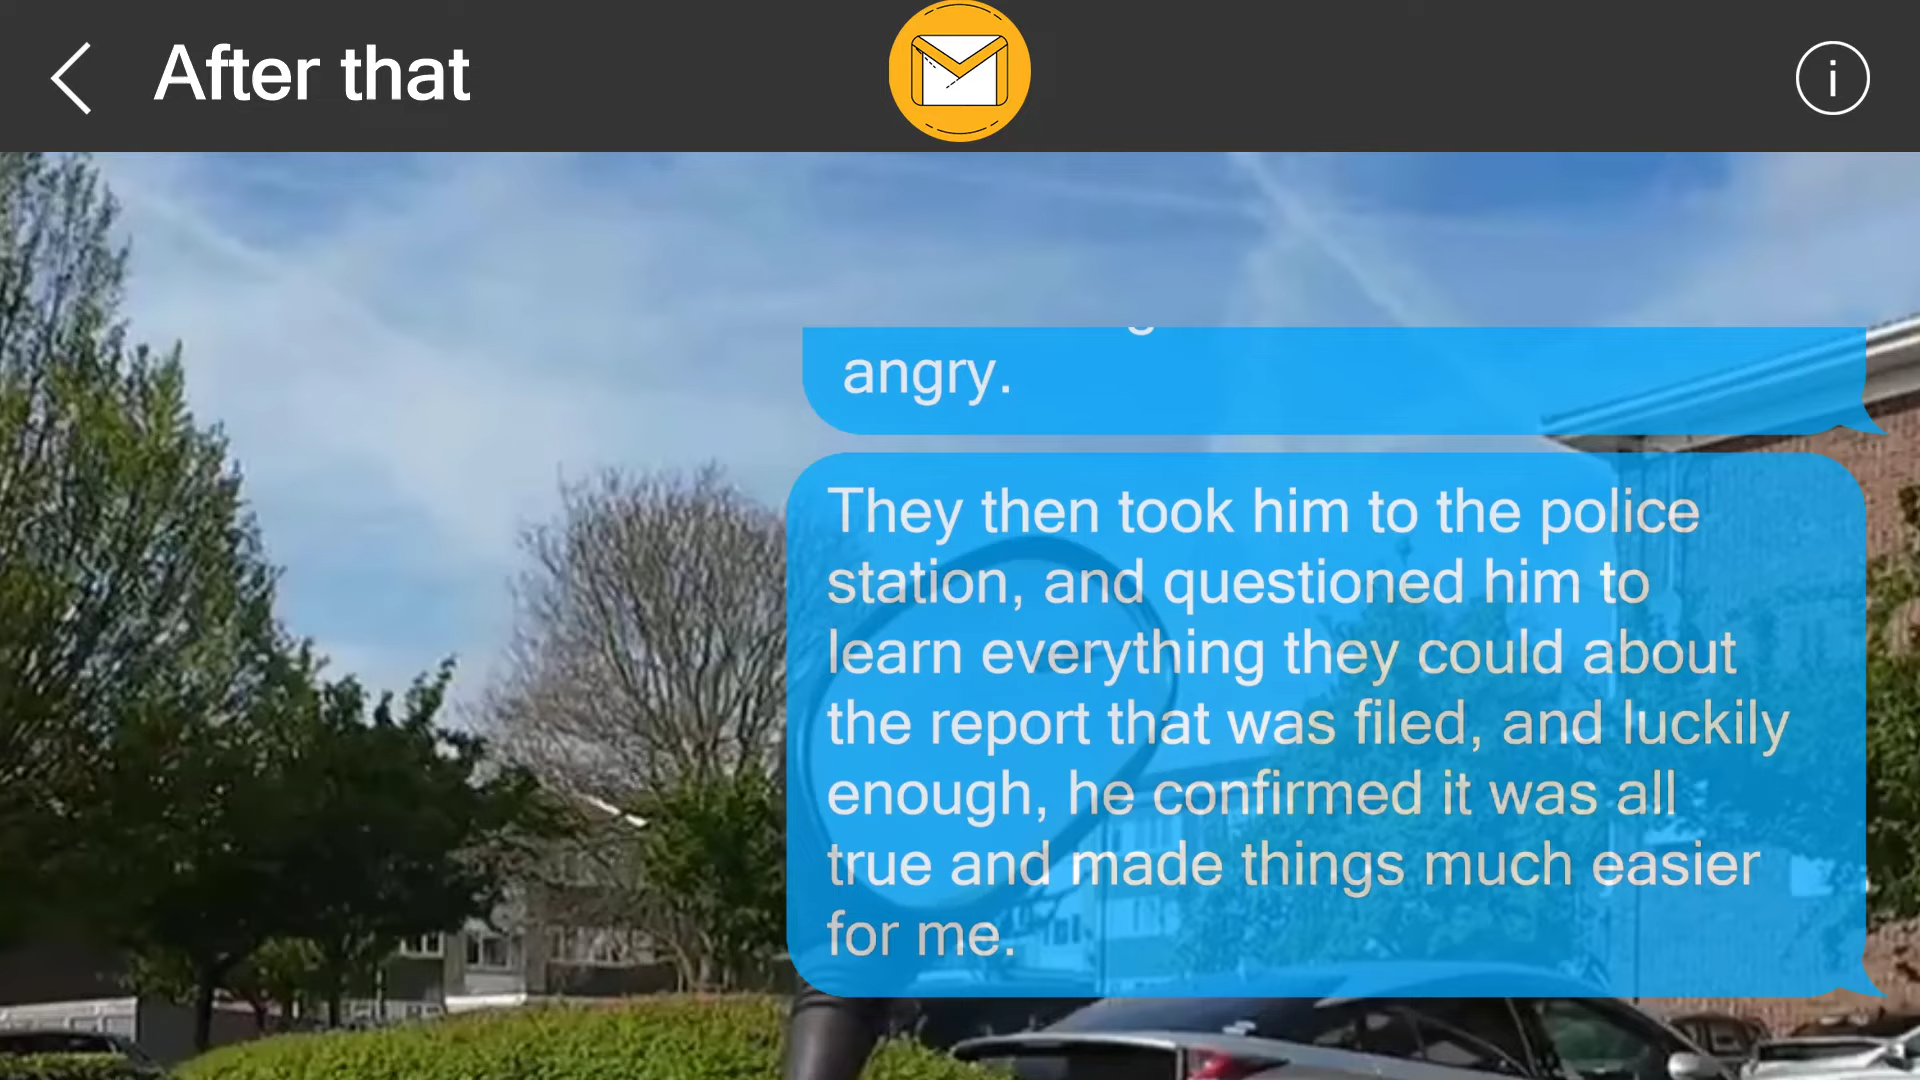 After that
angry.
They then took him to the police
station, and questioned him to
learn everything they could about
the report that was filed, and luckily
enough, he confirmed it was all
true and made things much easier
for me.